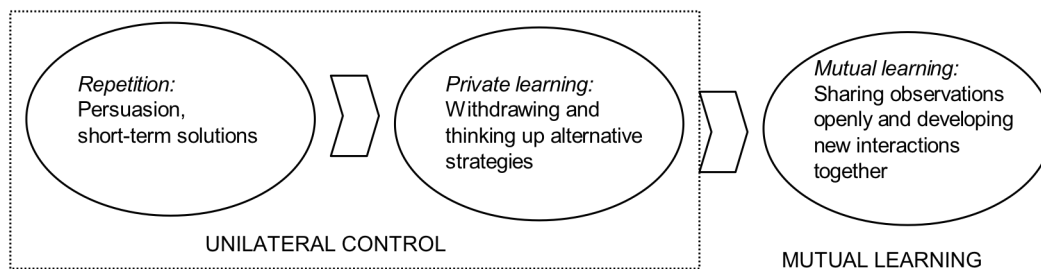 Repetition:
Persuasion,
short-term solutions
Private learning:
Withdrawing and
thinking up alternative
strategies
Mutual learning:
Sharing observations
openly and developing
new interactions
together
UNILATERAL CONTROL
MUTUAL LEARNING